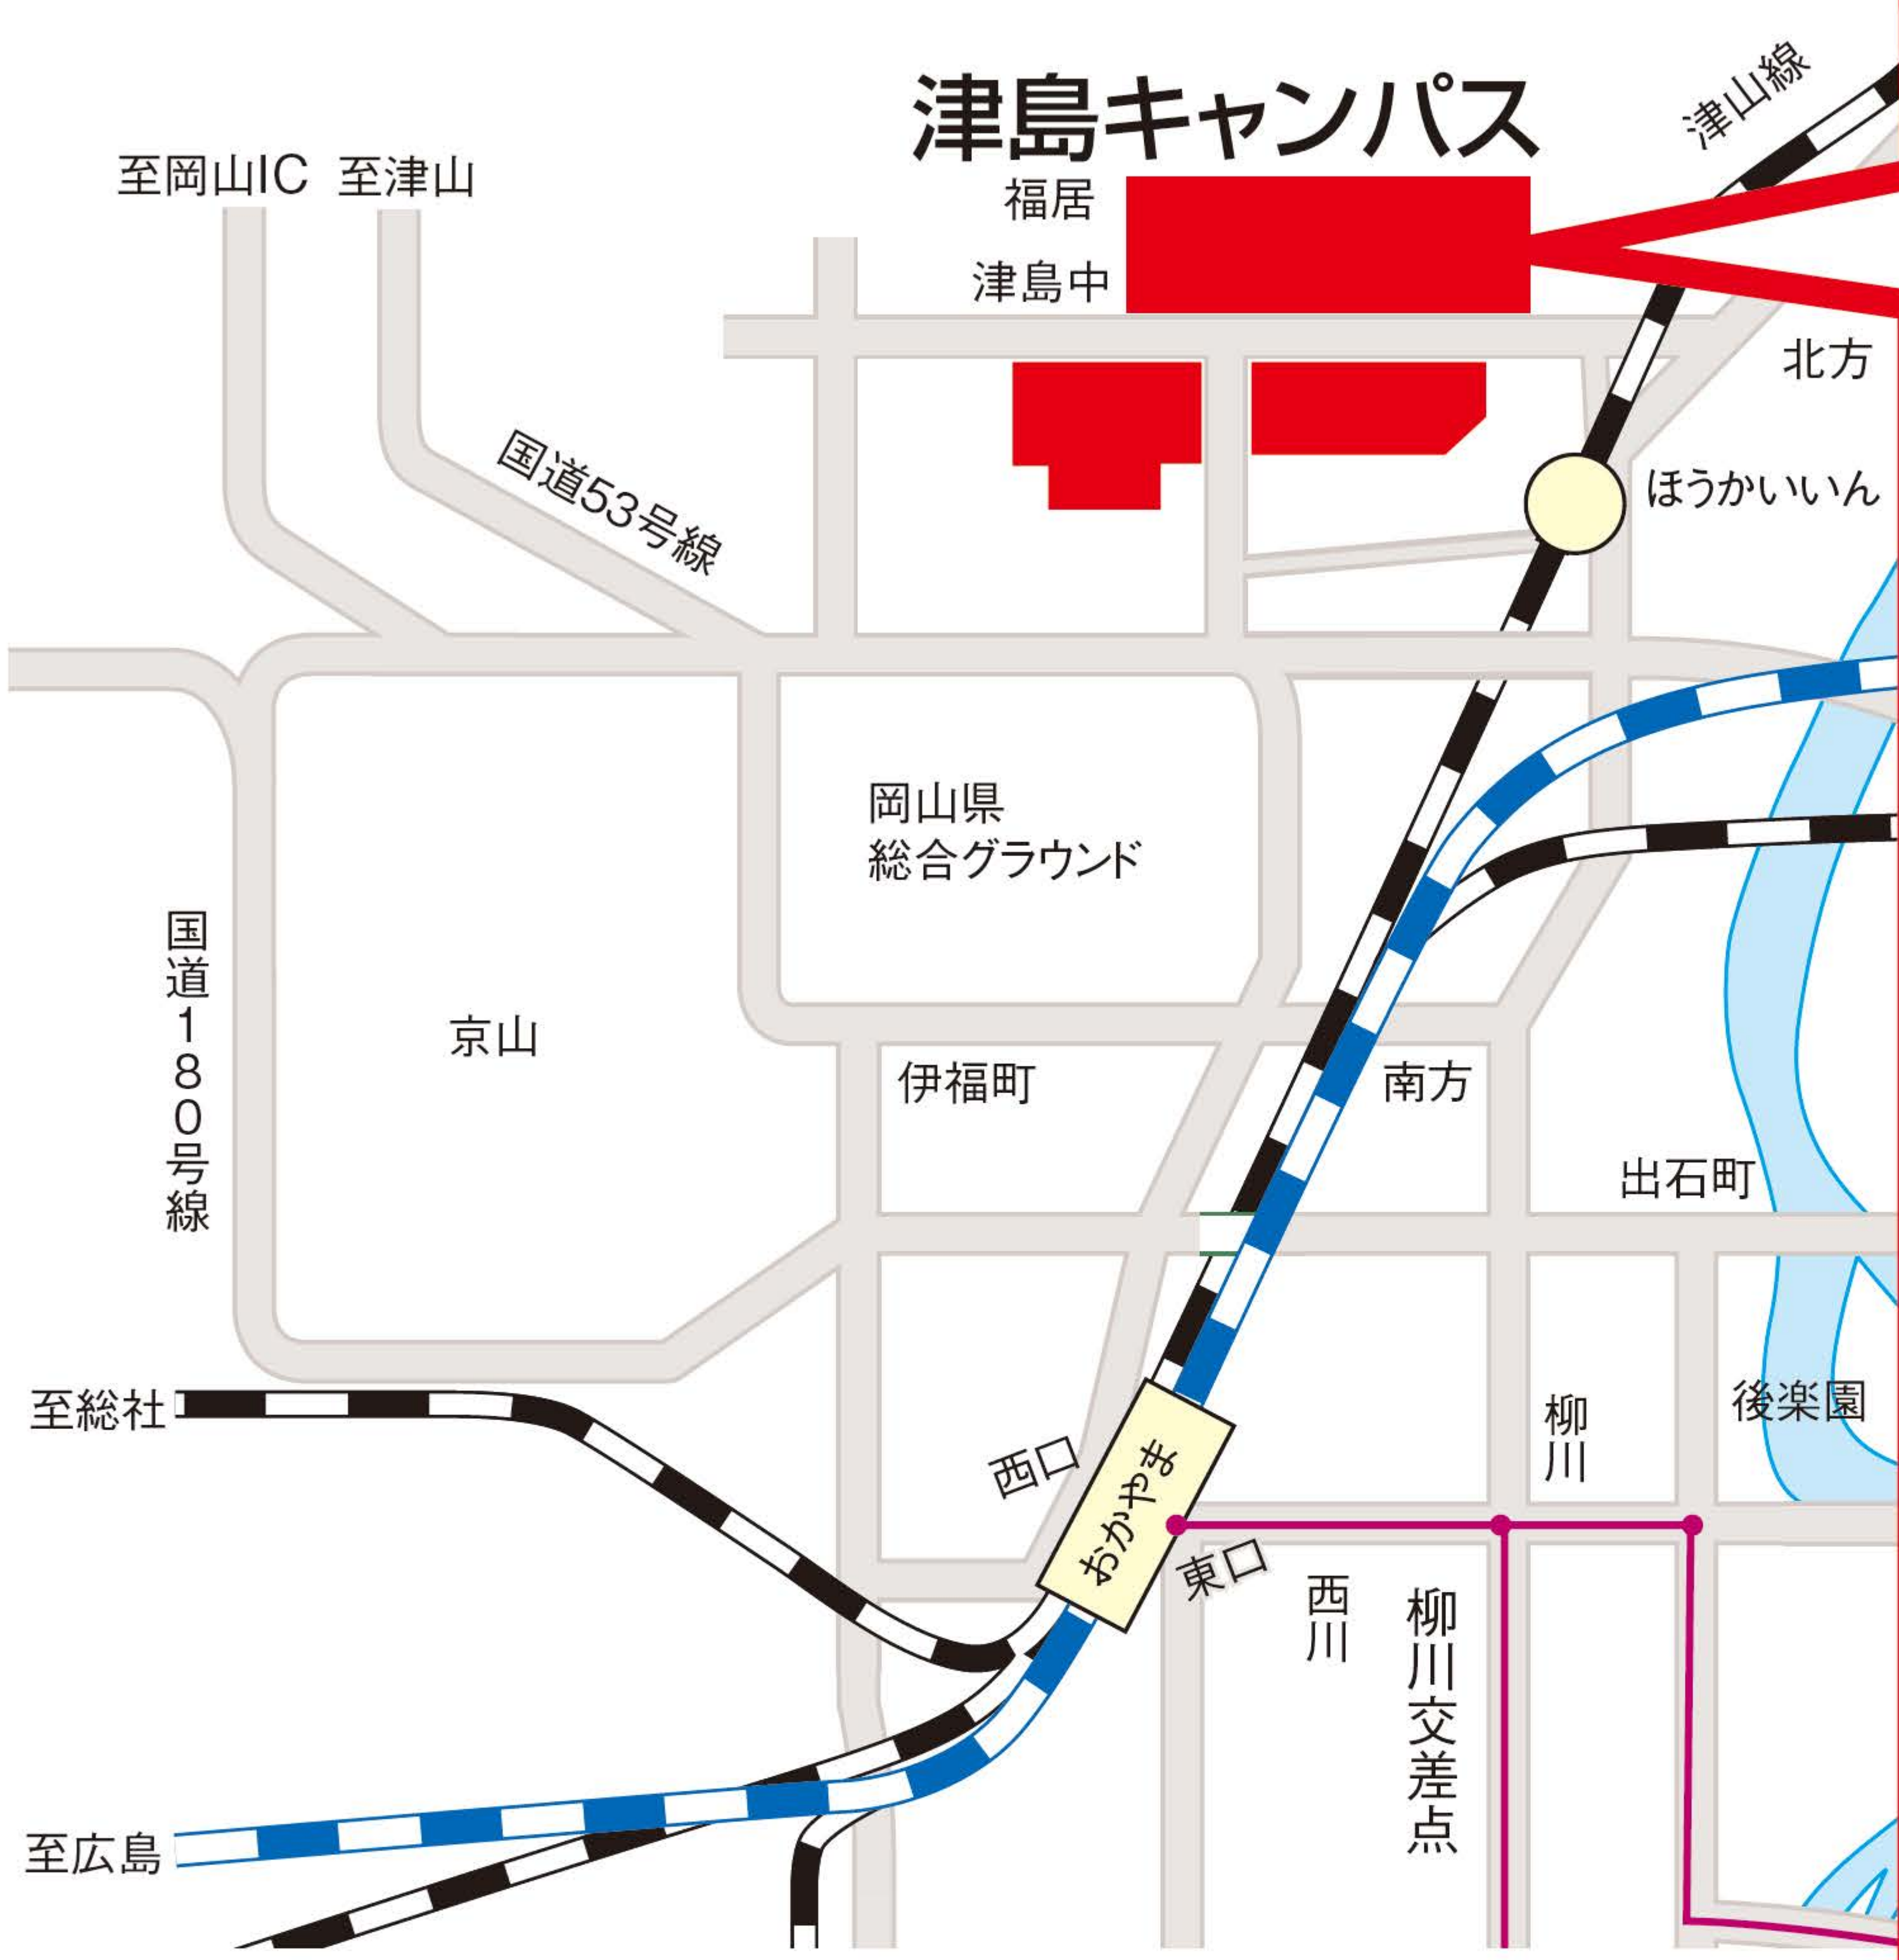 津島キャンパス
津山線
至岡山IC
至津山
福居
津島中
北方
国道53号線
ほうかいいん
岡山県
総合グラウンド
国道180号線
京山
伊福町
南方
出石町
至総社
西口
おかやま
東口
柳川
後楽園
西川
柳川交差点
至広島